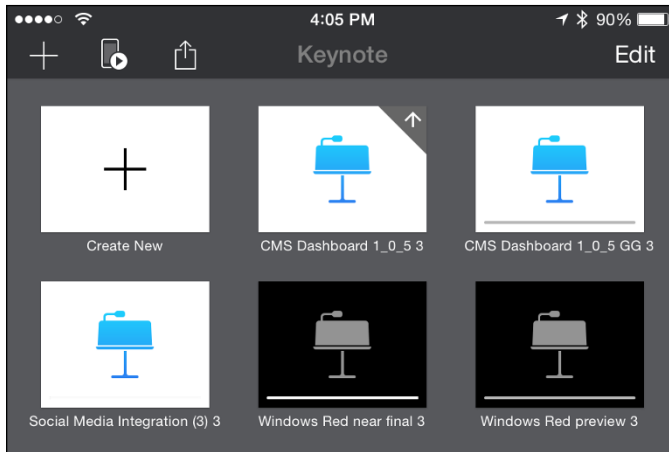 4:05 PM
90%
Keynote
Edit
Create New
CMS Dashboard 1_0_5 3
CMS Dashboard 1_0_5 GG 3
Social Media Integration (3) 3
Windows Red near final 3
Windows Red preview 3